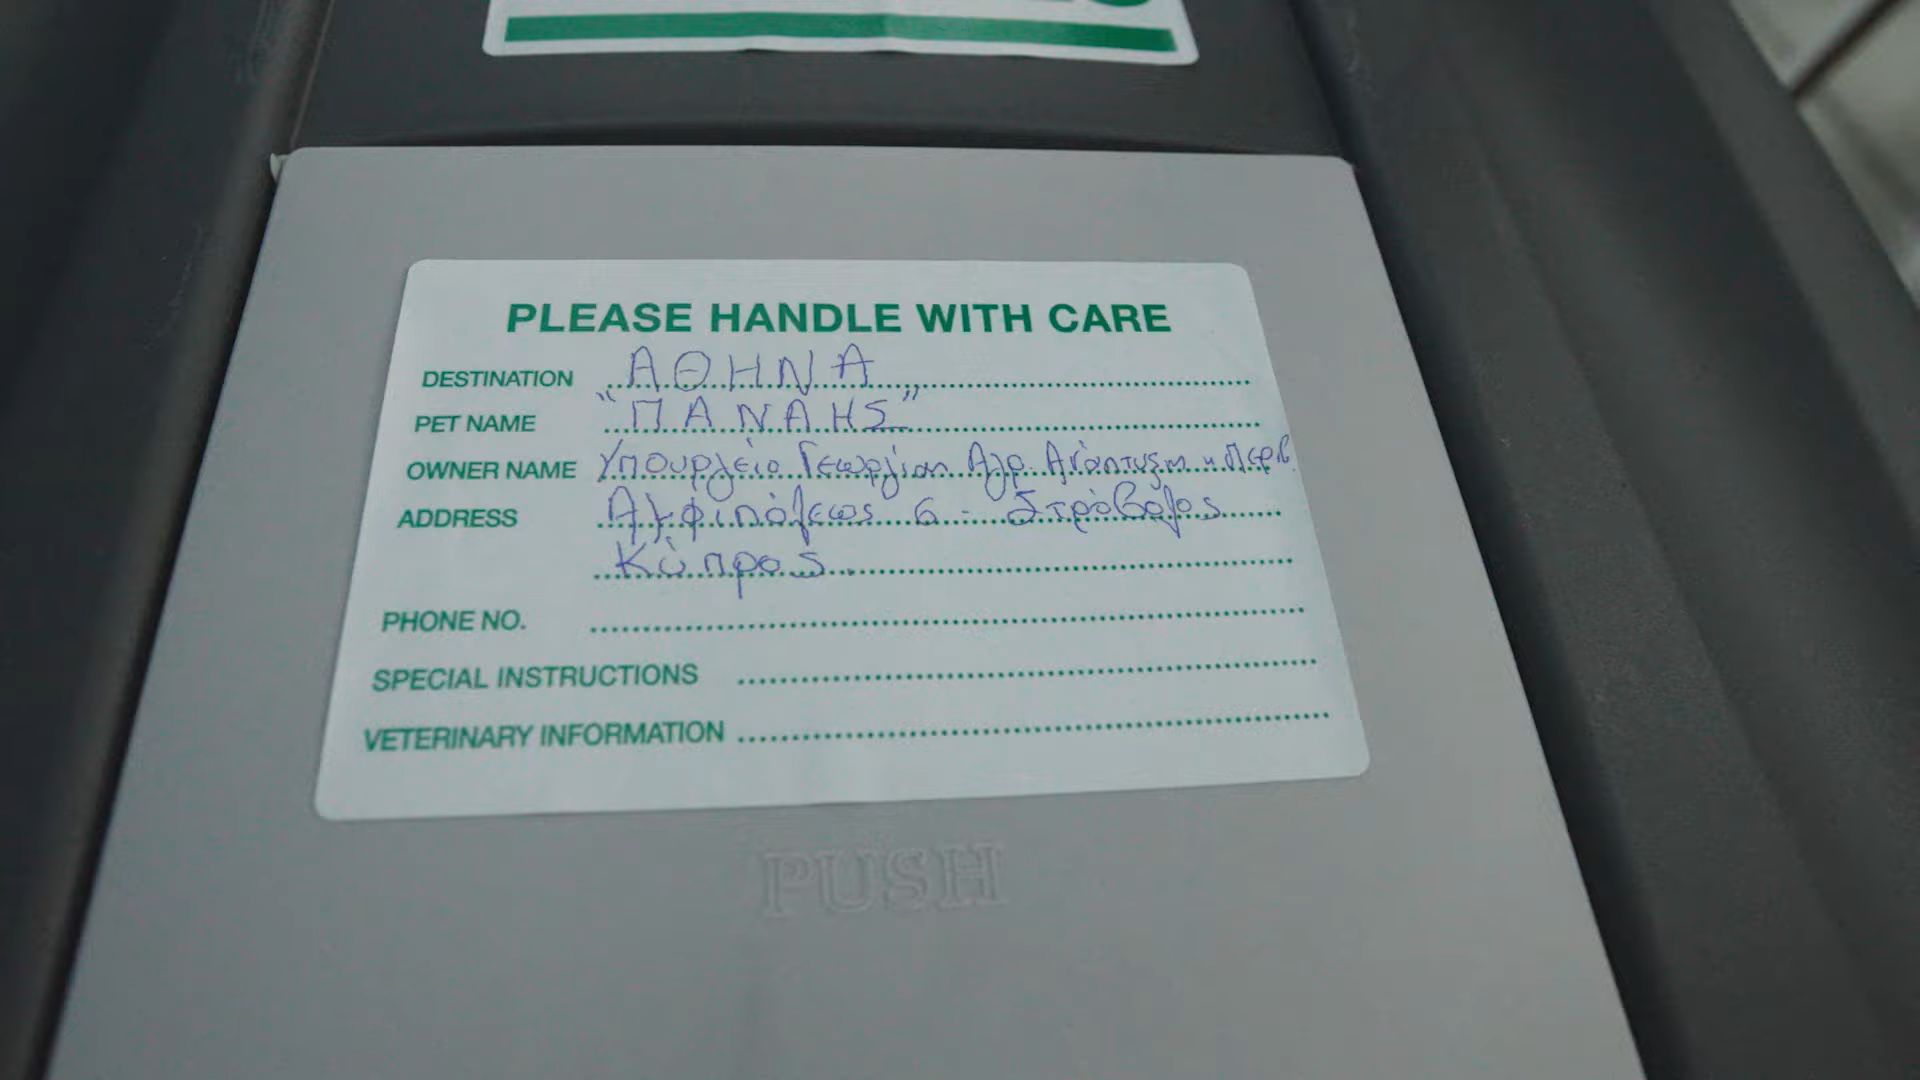 PLEASE HANDLE WITH CARE
DESTINATION ΑΘΗΝΑ
PET NAME "ΠΑΝΑΗΣ"
OWNER NAME Υπουργείο Γεωργίας Αγρ. Ανάπτυξης κ Περιβ.
ADDRESS Αμφιπόλεως 6 - Στρόβολος
Κύπρος.
PHONE NO.
SPECIAL INSTRUCTIONS
VETERINARY INFORMATION
PUSH